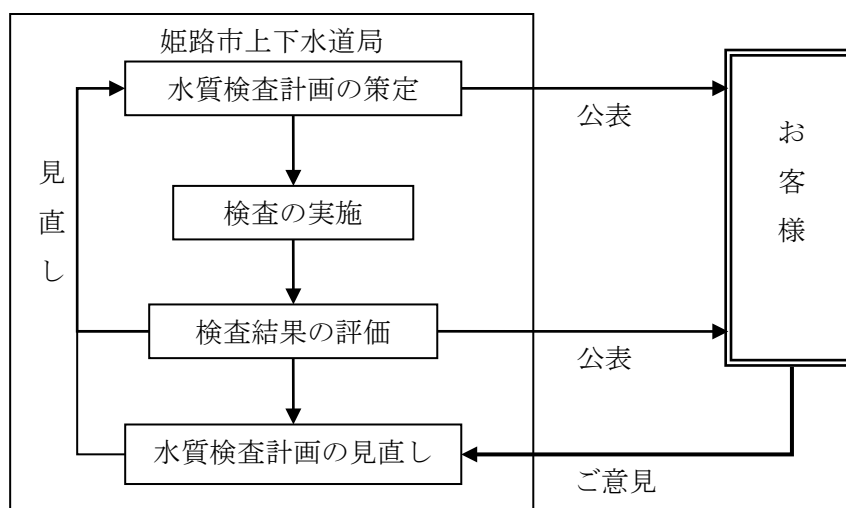 姫路市上下水道局
水質検査計画の策定
公表
お客様
見直し
検査の実施
検査結果の評価
公表
水質検査計画の見直し
ご意見